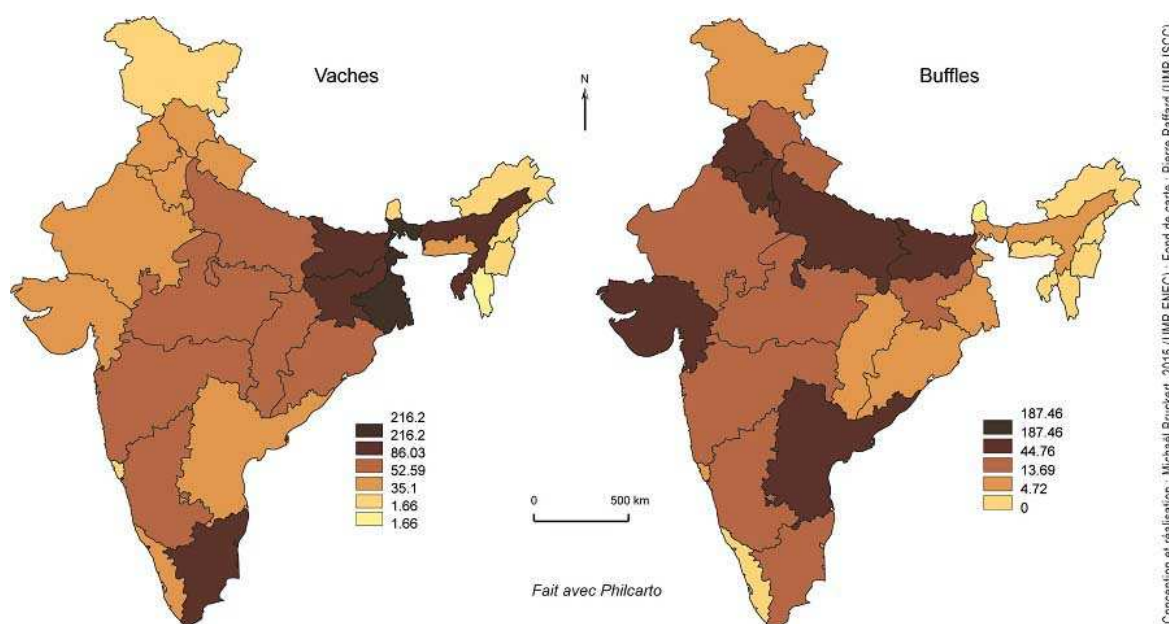 Vaches
N
Buffles
216.2
216.2
86.03
52.59
35.1
1.66
1.66
0 500 km
187.46
187.46
44.76
13.69
4.72
0
Fait avec Philcarto
Conception et réalisation : Michaël 2015 (UMR ENEC) ; Fond de carte : Pierre Raffard (UMR ISCC)